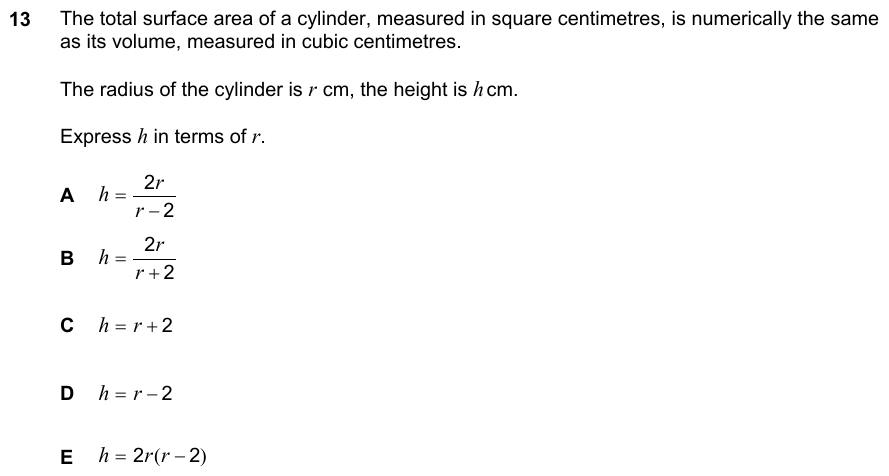 13 The total surface area of a cylinder, measured in square centimetres, is numerically the same
as its volume, measured in cubic centimetres.
The radius of the cylinder is r cm, the height is h cm.
Express h in terms of r.
A h = 2r / (r − 2)
B h = 2r / (r + 2)
C h = r + 2
D h = r − 2
E h = 2r(r − 2)